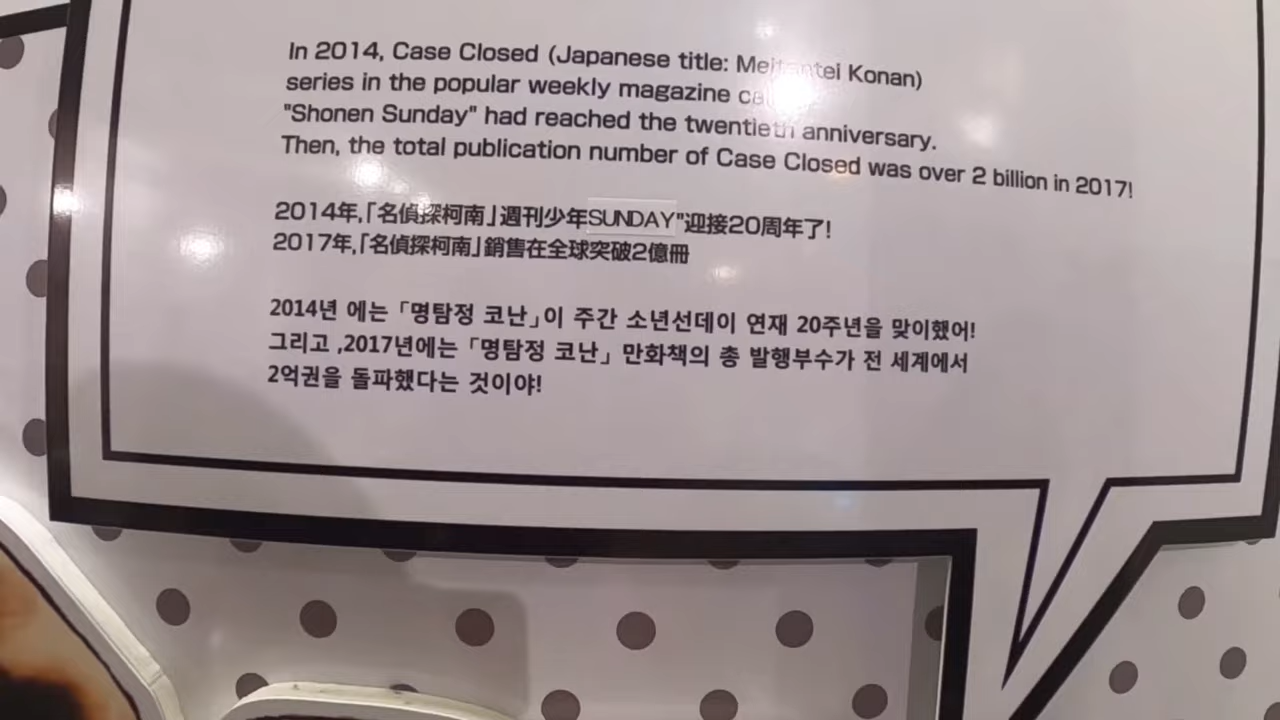 In 2014, Case Closed (Japanese title: Meitantei Konan)
series in the popular weekly magazine
"Shonen Sunday" had reached the twentieth anniversary.
Then, the total publication number of Case Closed was over 2 billion in 2017!
2014年,「名偵探柯南」週刊少年SUNDAY"迎接20周年了!
2017年,「名偵探柯南」銷售在全球突破2億冊
2014년 에는 「명탐정 코난」이 주간 소년선데이 연재 20주년을 맞이했어!
그리고 ,2017년에는 「명탐정 코난」 만화책의 총 발행부수가 전 세계에서
2억권을 돌파했다는 것이야!